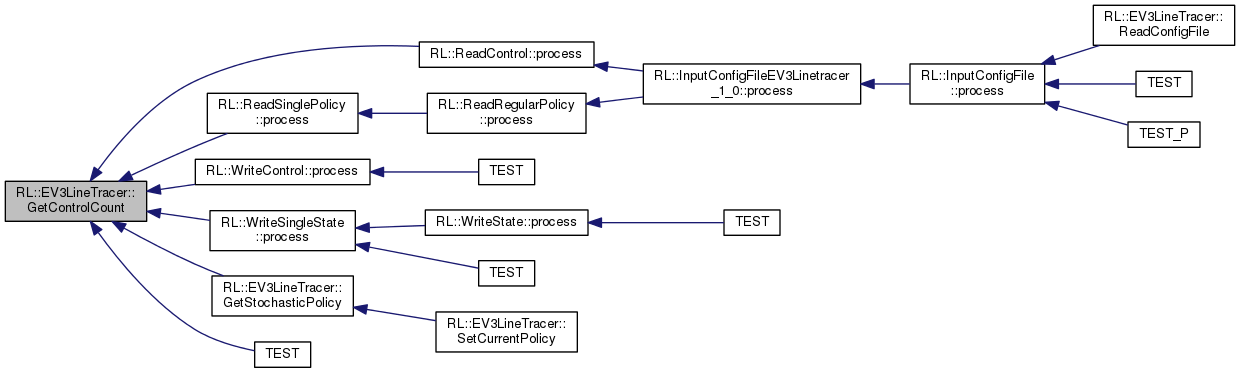 RL::EV3LineTracer::
GetControlCount
RL::ReadControl::process
RL::ReadSinglePolicy
::process
RL::WriteControl::process
RL::WriteSingleState
::process
RL::EV3LineTracer::
GetStochasticPolicy
TEST
RL::ReadRegularPolicy
::process
TEST
RL::WriteState::process
TEST
RL::EV3LineTracer::
SetCurrentPolicy
RL::InputConfigFileEV3Linetracer
_1_0::process
TEST
RL::InputConfigFile
::process
RL::EV3LineTracer::
ReadConfigFile
TEST
TEST_P